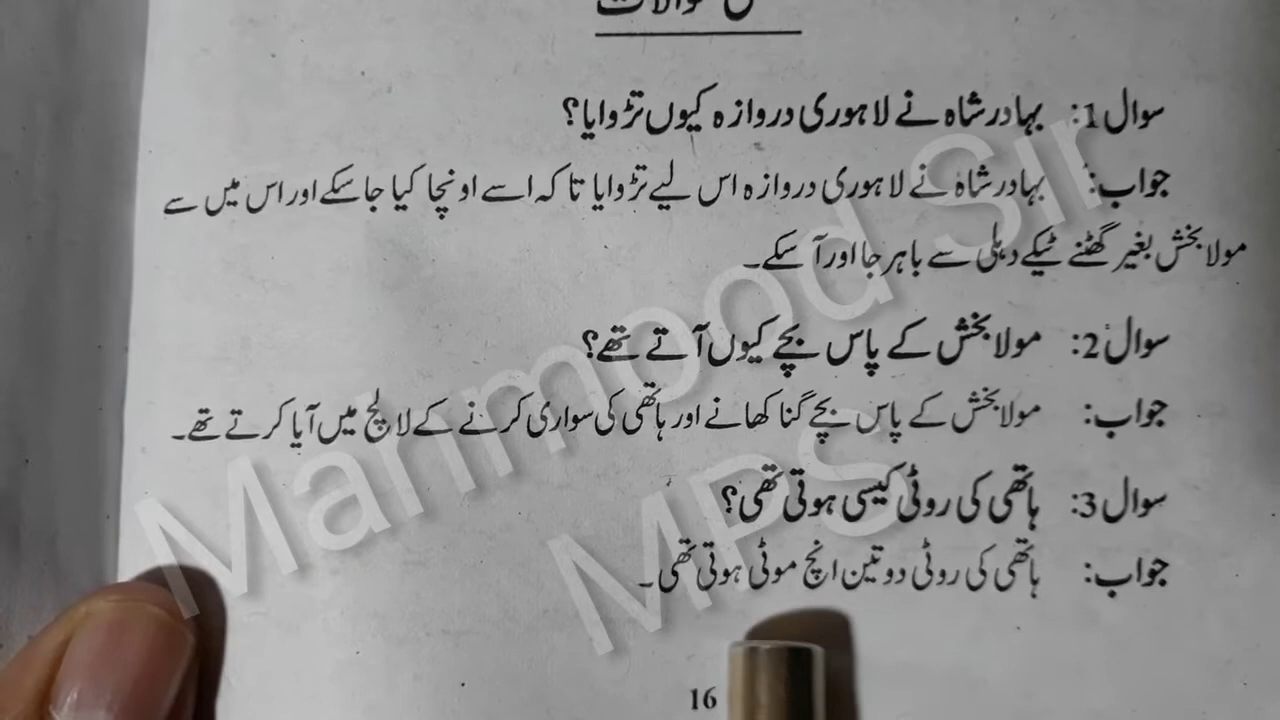 سوالات
سوال 1: بہادر شاہ نے لاہوری دروازہ کیوں تڑوایا؟
جواب: بہادر شاہ نے لاہوری دروازہ اس لیے تڑوایا تا کہ اسے اونچا کیا جا سکے اور اس میں سے
مولا بخش بغیر گھٹنے ٹیکے دہلی سے باہر جا اور آ سکے۔
سوال 2: مولا بخش کے پاس بچے کیوں آتے تھے؟
جواب: مولا بخش کے پاس بچے گنا کھانے اور ہاتھی کی سواری کرنے کے لالچ میں آیا کرتے تھے۔
سوال 3: ہاتھی کی روٹی کیسی ہوتی تھی؟
جواب: ہاتھی کی روٹی دو تین انچ موٹی ہوتی تھی۔
16
Mahmood Sir
MPS